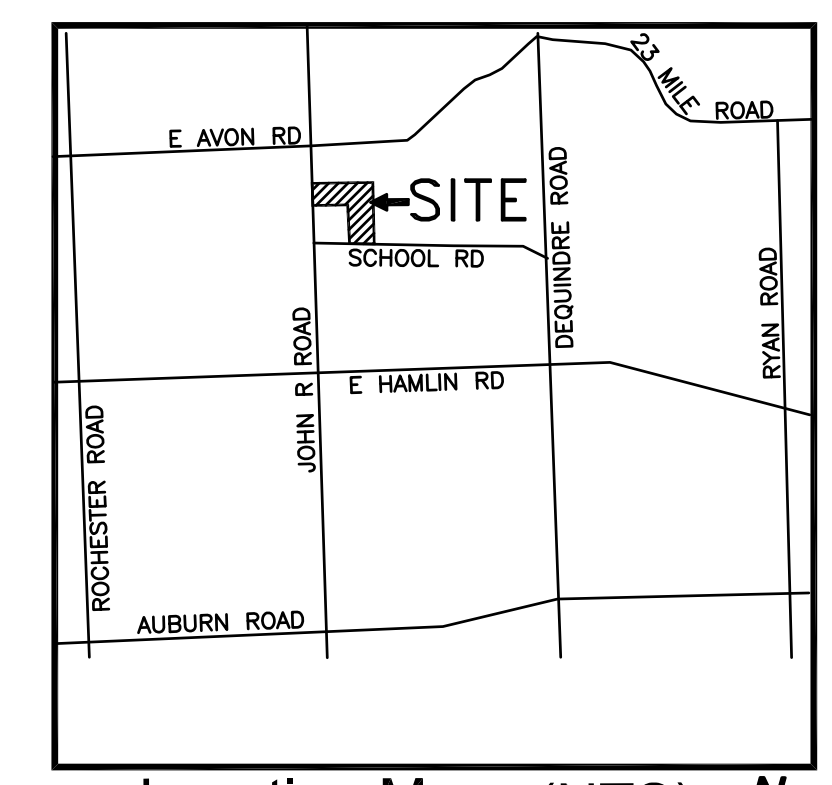 23 MILE ROAD
E AVON RD
SITE
SCHOOL RD
DEQUINDRE ROAD
RYAN ROAD
JOHN R ROAD
E HAMLIN RD
ROCHESTER ROAD
AUBURN ROAD